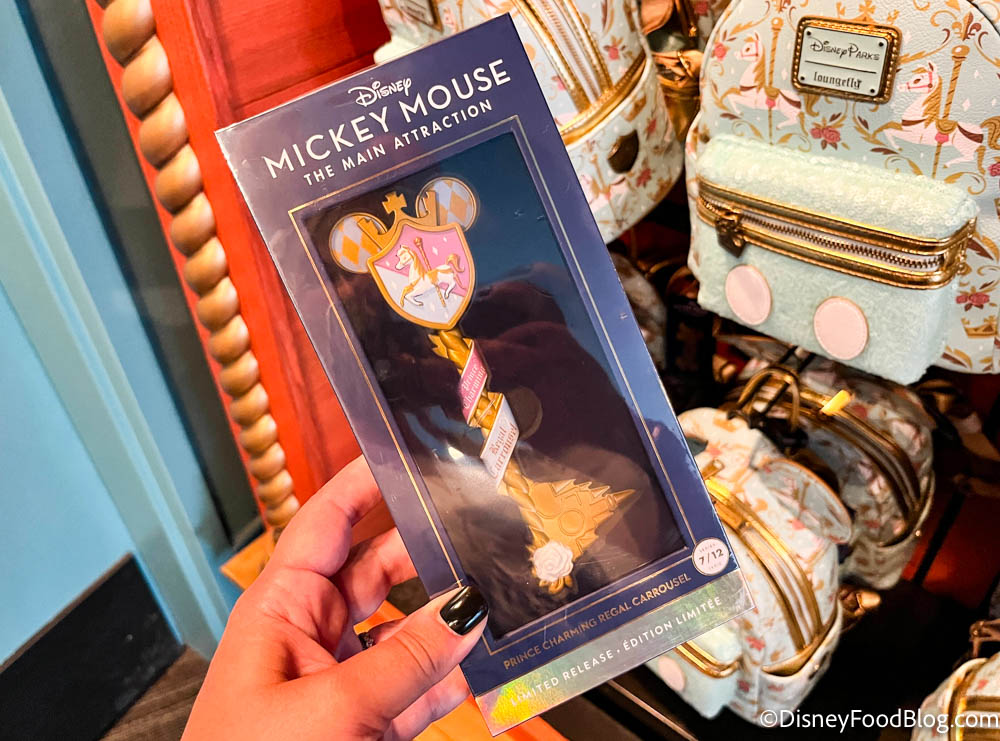 Disney
MICKEY MOUSE
THE MAIN ATTRACTION
Prince
Charming
Regal
Carrousel
SERIES
7/12
SÉRIE
PRINCE CHARMING REGAL CARROUSEL
LIMITED RELEASE • ÉDITION LIMITÉE
Disney Parks
Loungefly
©DisneyFoodBlog.com